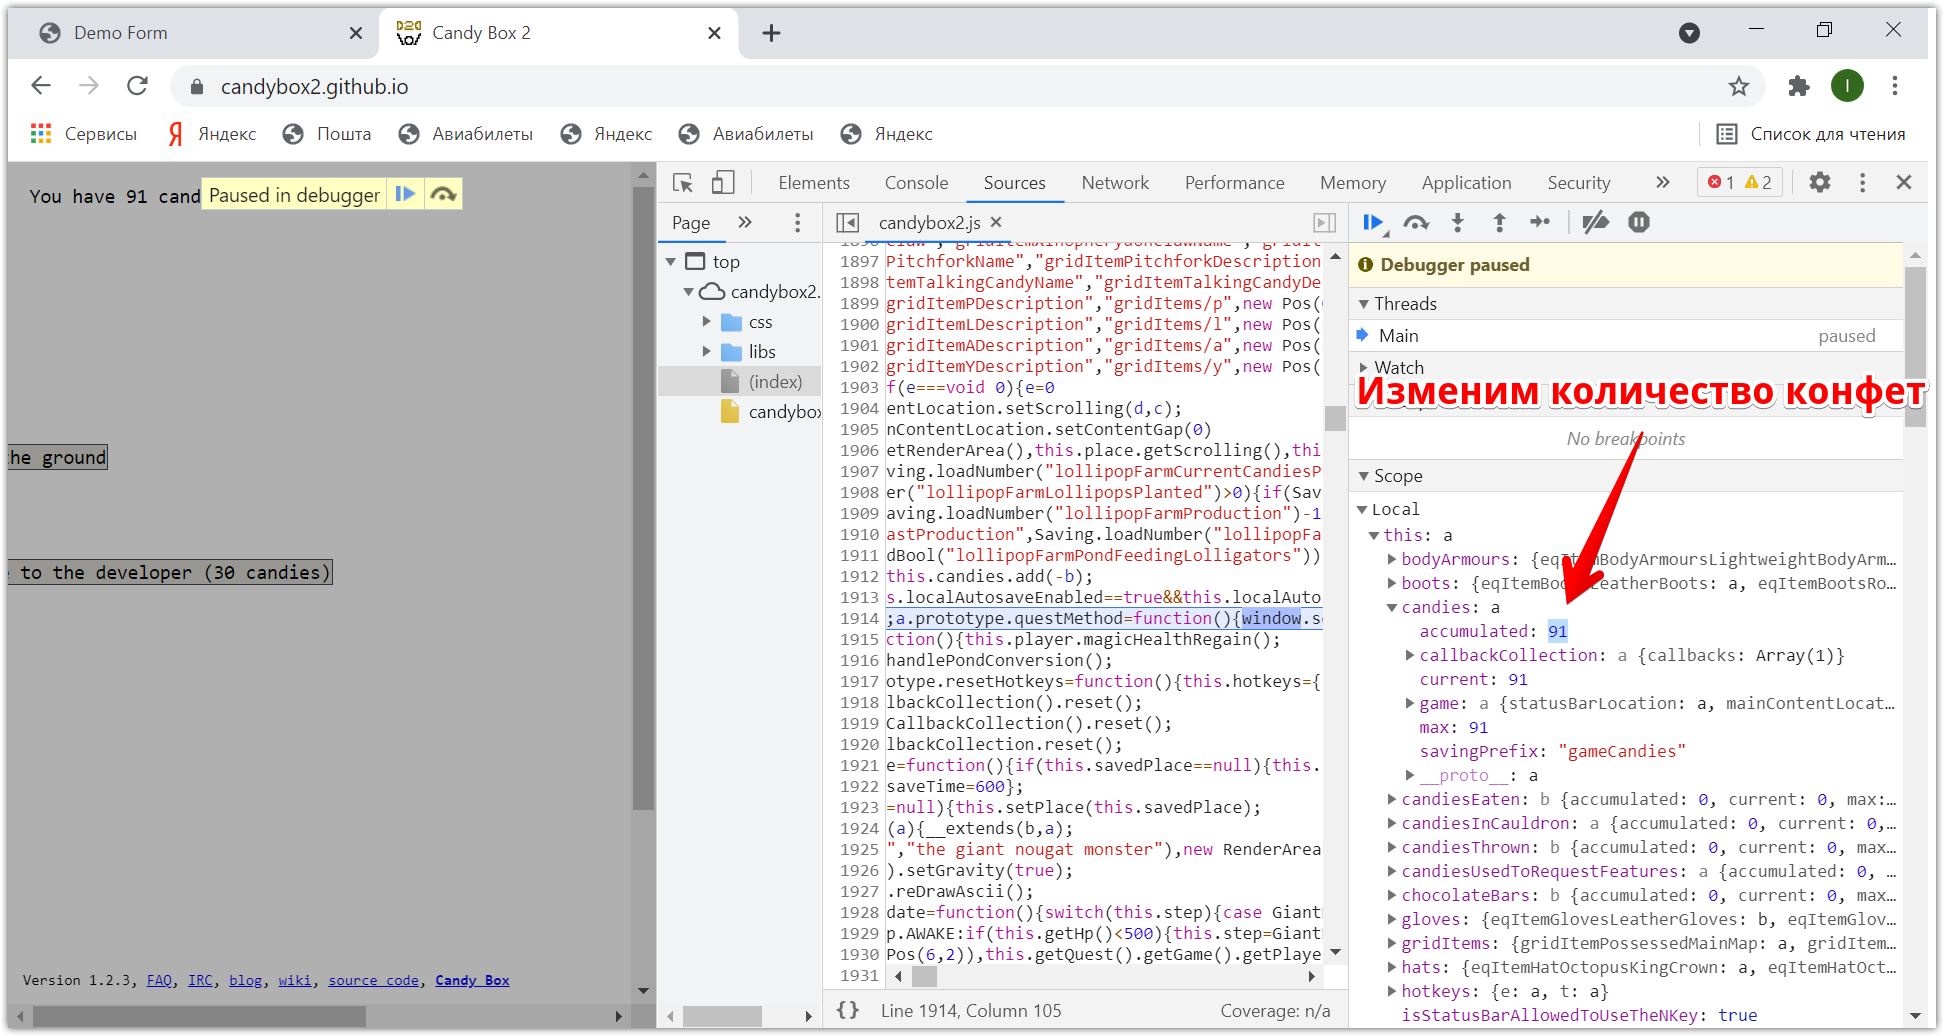 Demo Form
Candy Box 2
candybox2.github.io
I
Сервисы
Яндекс
Почта
Авиабилеты
Яндекс
Авиабилеты
Яндекс
Список для чтения
You have 91 cand
Paused in debugger
he ground
to the developer (30 candies)
Version 1.2.3, FAQ, IRC, blog, wiki, source code, Candy Box
Elements
Console
Sources
Network
Performance
Memory
Application
Security
1
2
Page
top
candybox2.
css
libs
(index)
candybox
candybox2.js
1897 PitchforkName","gridItemPitchforkDescription
1898 temTalkingCandyName","gridItemTalkingCandyDe
1899 gridItemPDescription","gridItems/p",new Pos(
1900 gridItemLDescription","gridItems/l",new Pos(
1901 gridItemADescription","gridItems/a",new Pos(
1902 gridItemYDescription","gridItems/y",new Pos(
1903 f(e===void 0){e=0
1904 entLocation.setScrolling(d,c);
1905 nContentLocation.setContentGap(0)
1906 etRenderArea(),this.place.getScrolling(),thi
1907 ving.loadNumber("lollipopFarmCurrentCandiesP
1908 er("lollipopFarmLollipopsPlanted")>0){if(Sav
1909 aving.loadNumber("lollipopFarmProduction")-1
1910 astProduction",Saving.loadNumber("lollipopFa
1911 dBool("lollipopFarmPondFeedingLolligators"))
1912 this.candies.add(-b);
1913 s.localAutosaveEnabled==true&&this.localAuto
1914 ;a.prototype.questMethod=function(){window.s
1915 ction(){this.player.magicHealthRegain();
1916 handlePondConversion();
1917 otype.resetHotkeys=function(){this.hotkeys={
1918 lbackCollection().reset();
1919 CallbackCollection().reset();
1920 lbackCollection.reset();
1921 e=function(){if(this.savedPlace==null){this.
1922 saveTime=600};
1923 =null){this.setPlace(this.savedPlace);
1924 (a){__extends(b,a);
1925 ","the giant nougat monster"),new RenderArea
1926 ).setGravity(true);
1927 .reDrawAscii();
1928 date=function(){switch(this.step){case Giant
1929 p.AWAKE:if(this.getHp()<500){this.step=Giant
1930 Pos(6,2)),this.getQuest().getGame().getPlaye
1931
{} Line 1914, Column 105
Coverage: n/a
Debugger paused
Threads
Main
paused
Watch
Изменим количество конфет
No breakpoints
Scope
Local
this: a
bodyArmours: {eqItemBodyArmoursLightweightBodyArm…
boots: {eqItemBoo LeatherBoots: a, eqItemBootsRo…
candies: a
accumulated: 91
callbackCollection: a {callbacks: Array(1)}
current: 91
game: a {statusBarLocation: a, mainContentLocat…
max: 91
savingPrefix: "gameCandies"
__proto__: a
candiesEaten: b {accumulated: 0, current: 0, max:…
candiesInCauldron: a {accumulated: 0, current: 0,…
candiesThrown: b {accumulated: 0, current: 0, max…
candiesUsedToRequestFeatures: a {accumulated: 0, …
chocolateBars: b {accumulated: 0, current: 0, max…
gloves: {eqItemGlovesLeatherGloves: b, eqItemGlov…
gridItems: {gridItemPossessedMainMap: a, gridItem…
hats: {eqItemHatOctopusKingCrown: a, eqItemHatOct…
hotkeys: {e: a, t: a}
isStatusBarAllowedToUseTheNKey: true